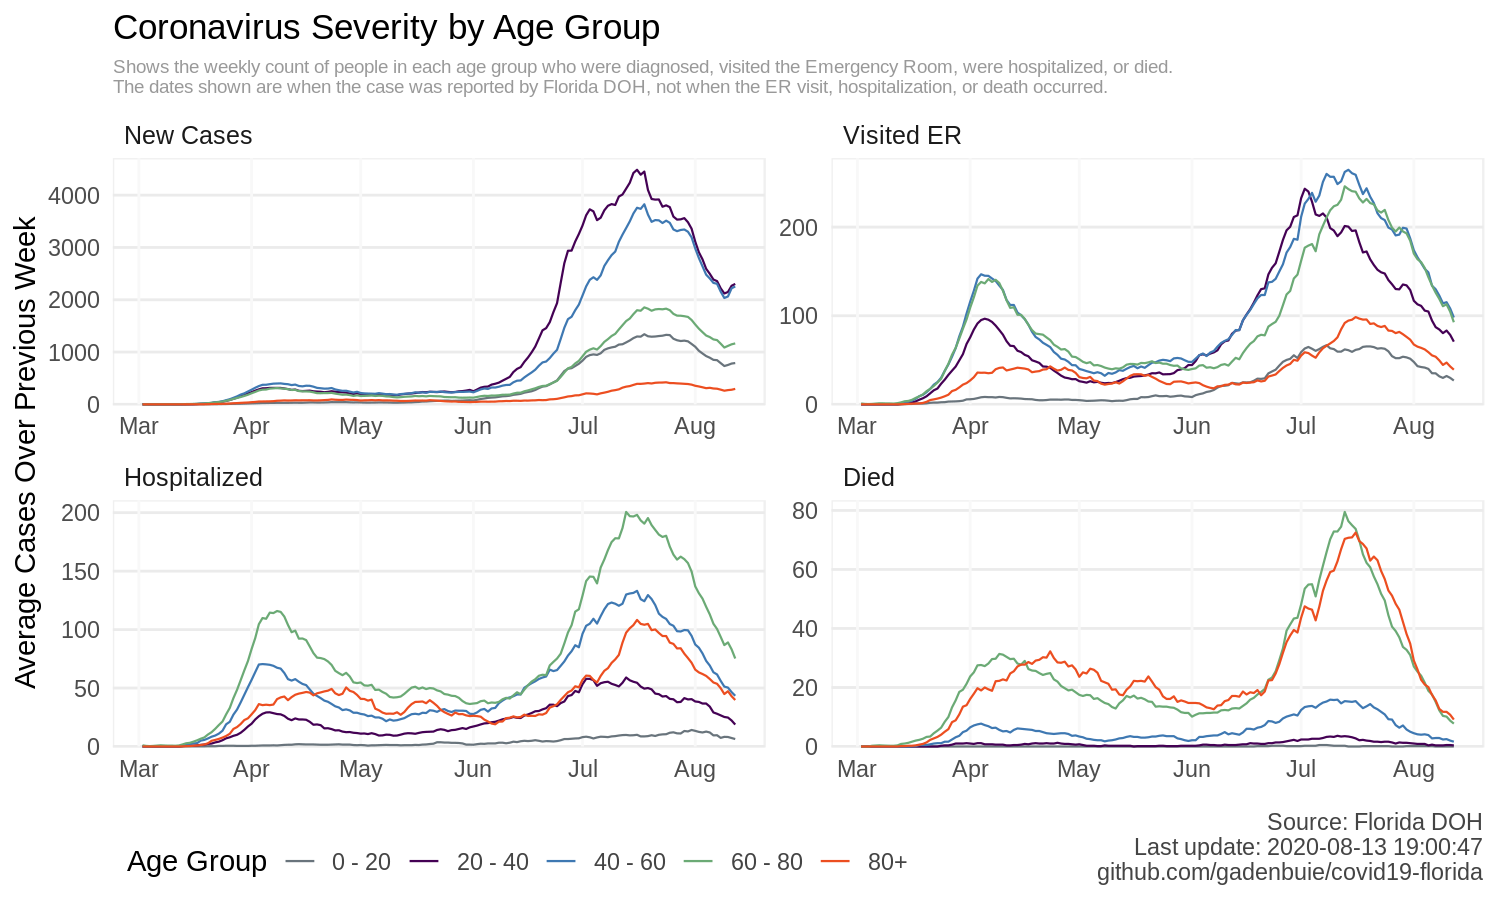 Coronavirus Severity by Age Group
Shows the weekly count of people in each age group who were diagnosed, visited the Emergency Room, were hospitalized, or died.
The dates shown are when the case was reported by Florida DOH, not when the ER visit, hospitalization, or death occurred.
Average Cases Over Previous Week
New Cases
4000
3000
2000
1000
0
Mar Apr May Jun Jul Aug
Visited ER
200
100
0
Mar Apr May Jun Jul Aug
Hospitalized
200
150
100
50
0
Mar Apr May Jun Jul Aug
Died
80
60
40
20
0
Mar Apr May Jun Jul Aug
Age Group 0 - 20 20 - 40 40 - 60 60 - 80 80+
Source: Florida DOH
Last update: 2020-08-13 19:00:47
github.com/gadenbuie/covid19-florida